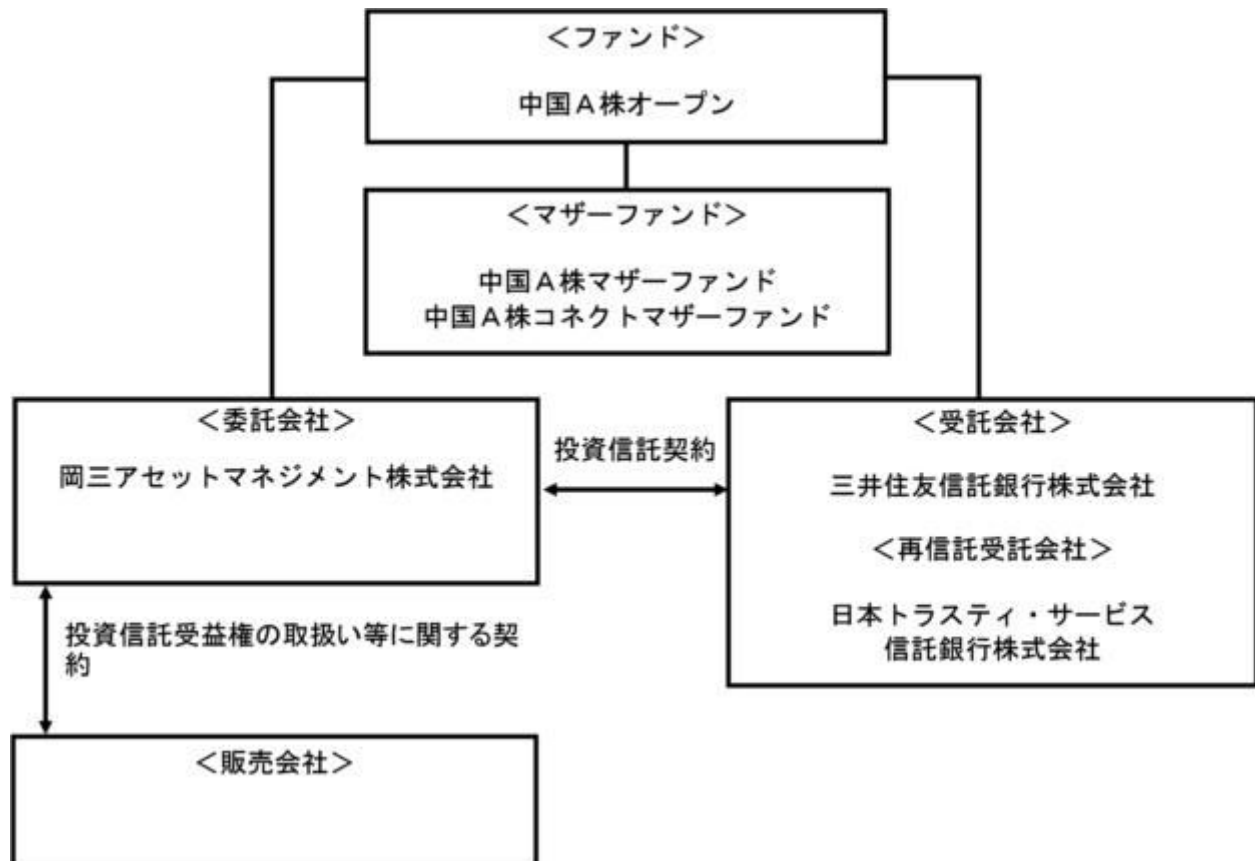 ＜ファンド＞
中国Ａ株オープン
＜マザーファンド＞
中国Ａ株マザーファンド
中国Ａ株コネクトマザーファンド
＜委託会社＞
岡三アセットマネジメント株式会社
投資信託契約
＜受託会社＞
三井住友信託銀行株式会社
＜再信託受託会社＞
日本トラスティ・サービス
信託銀行株式会社
投資信託受益権の取扱い等に関する契
約
＜販売会社＞